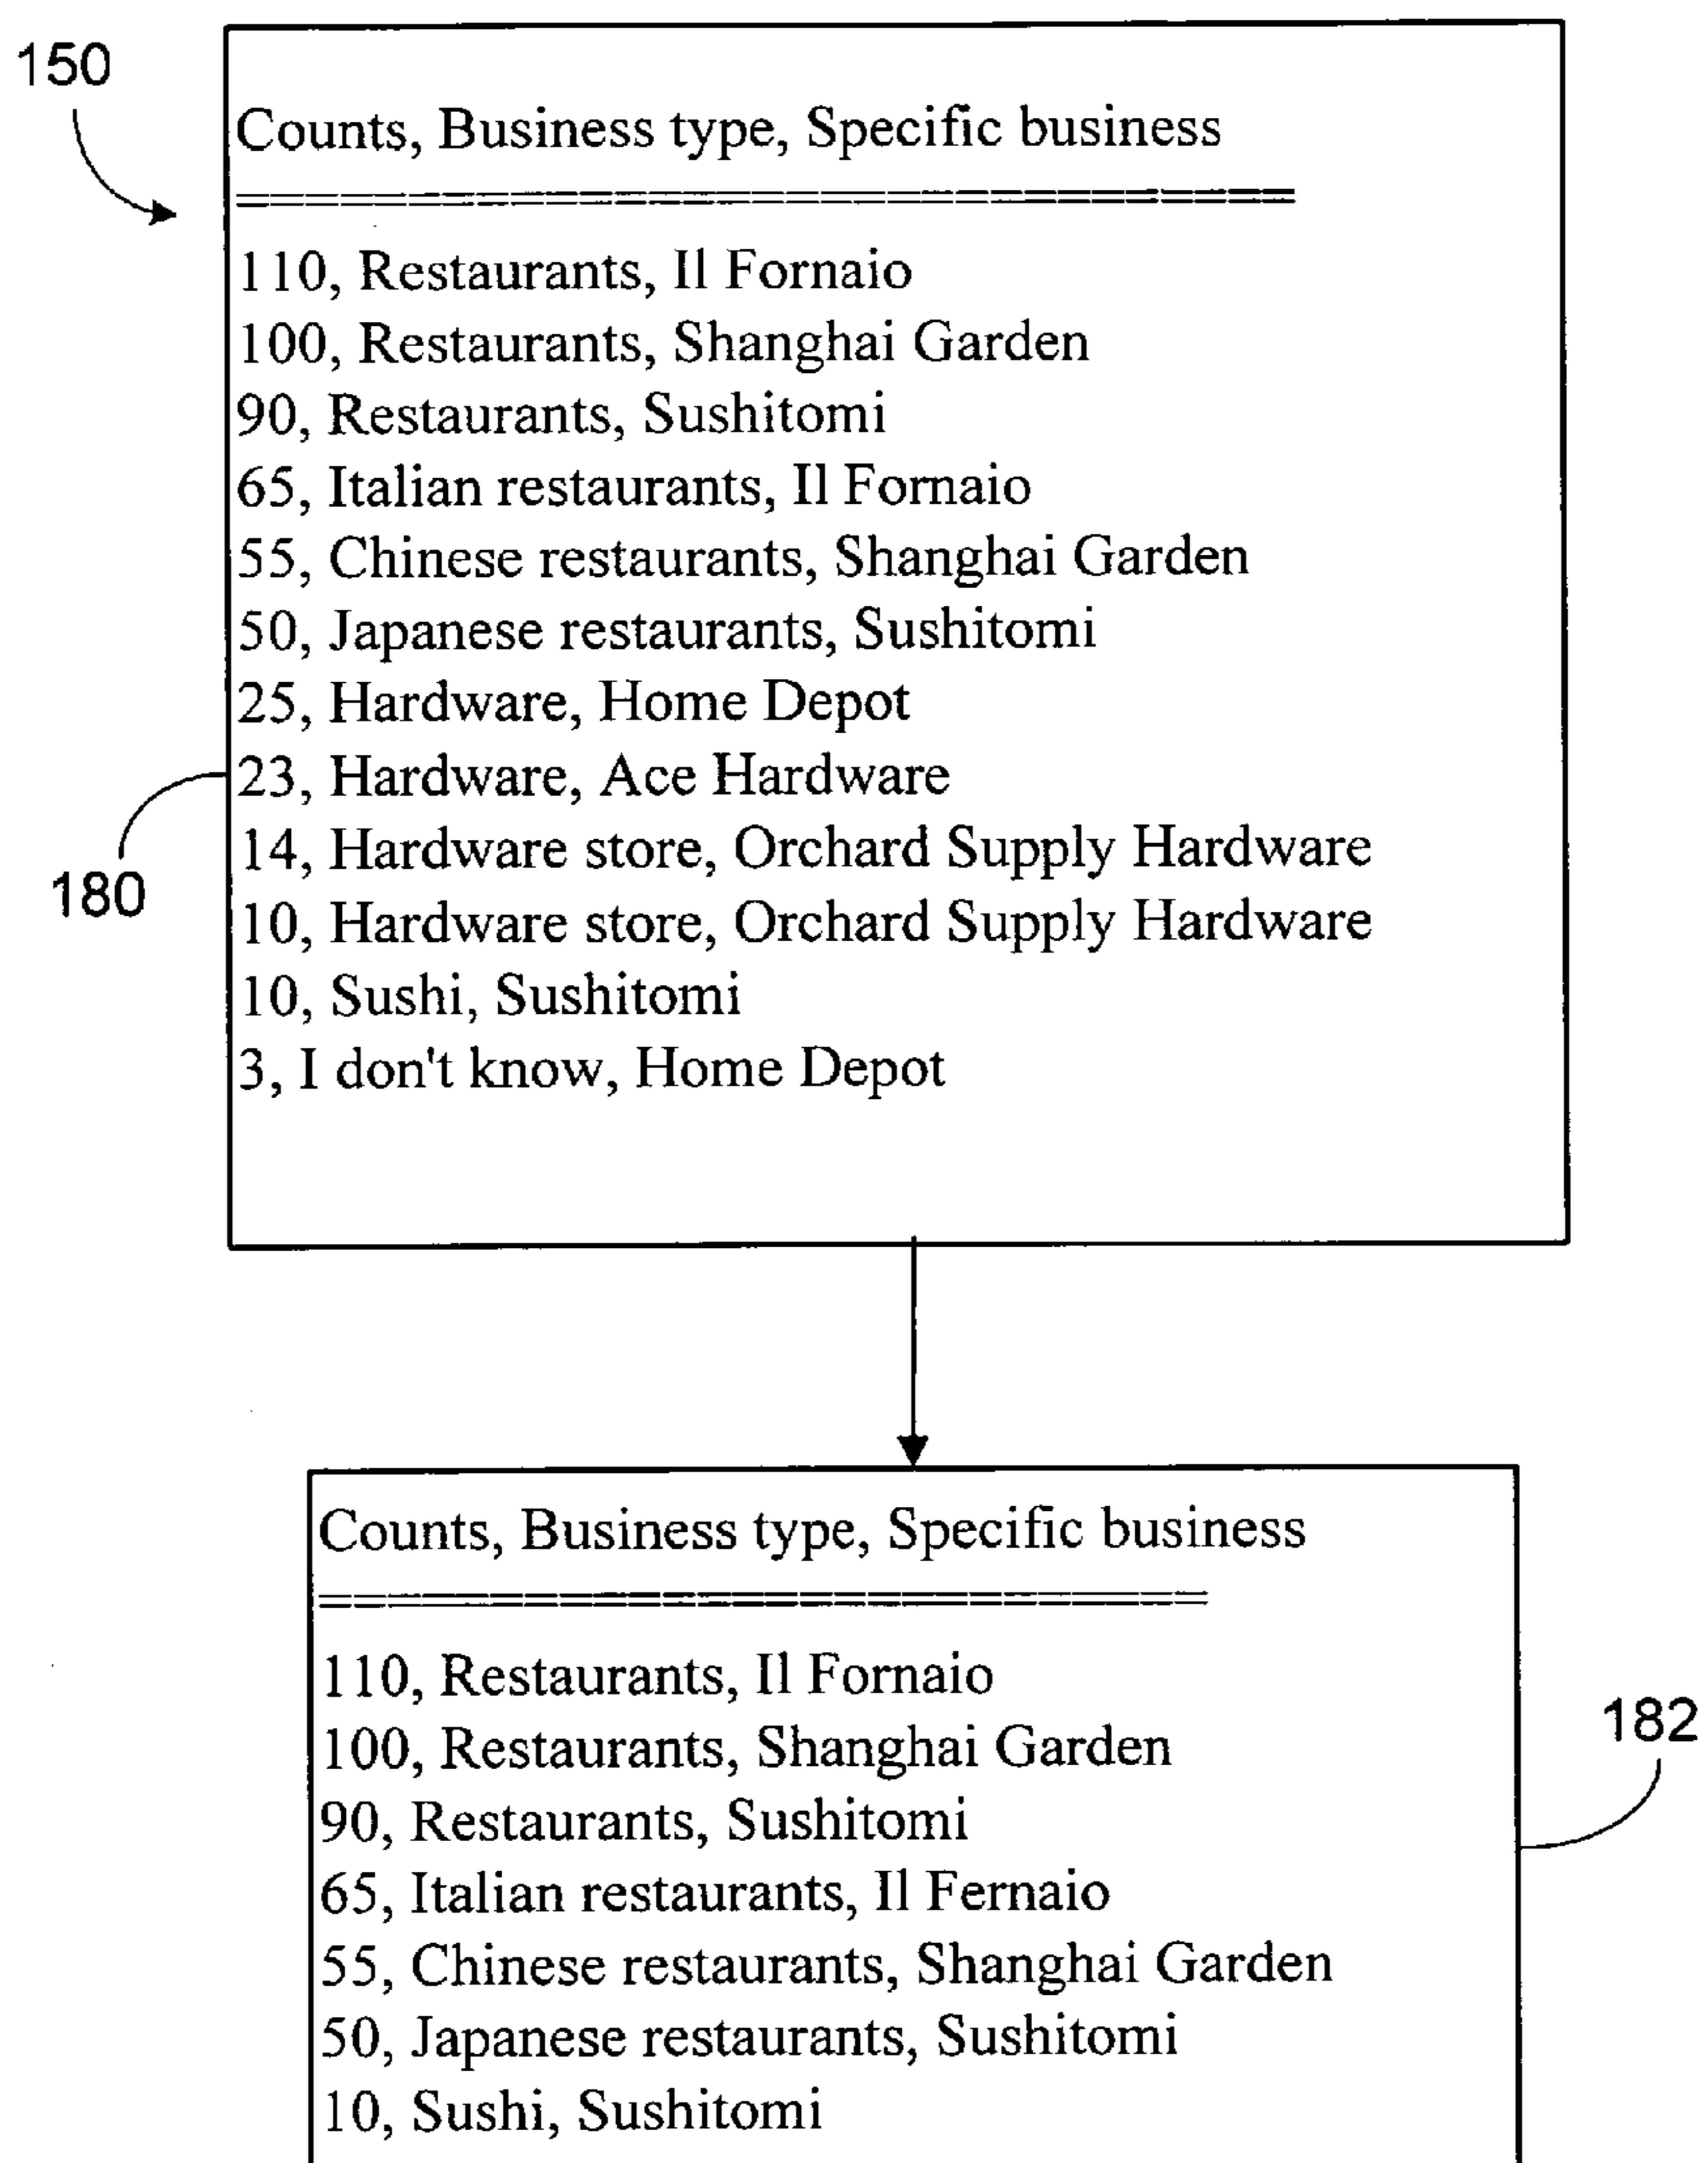 150
Counts, Business type, Specific business
110, Restaurants, Il Fornaio
100, Restaurants, Shanghai Garden
90, Restaurants, Sushitomi
65, Italian restaurants, Il Fornaio
55, Chinese restaurants, Shanghai Garden
50, Japanese restaurants, Sushitomi
25, Hardware, Home Depot
23, Hardware, Ace Hardware
14, Hardware store, Orchard Supply Hardware
180
10, Hardware store, Orchard Supply Hardware
10, Sushi, Sushitomi
3, I don't know, Home Depot
Counts, Business type, Specific business
110, Restaurants, Il Fornaio
100, Restaurants, Shanghai Garden
182
90, Restaurants, Sushitomi
65, Italian restaurants, Il Fernaio
55, Chinese restaurants, Shanghai Garden
50, Japanese restaurants, Sushitomi
10, Sushi, Sushitomi